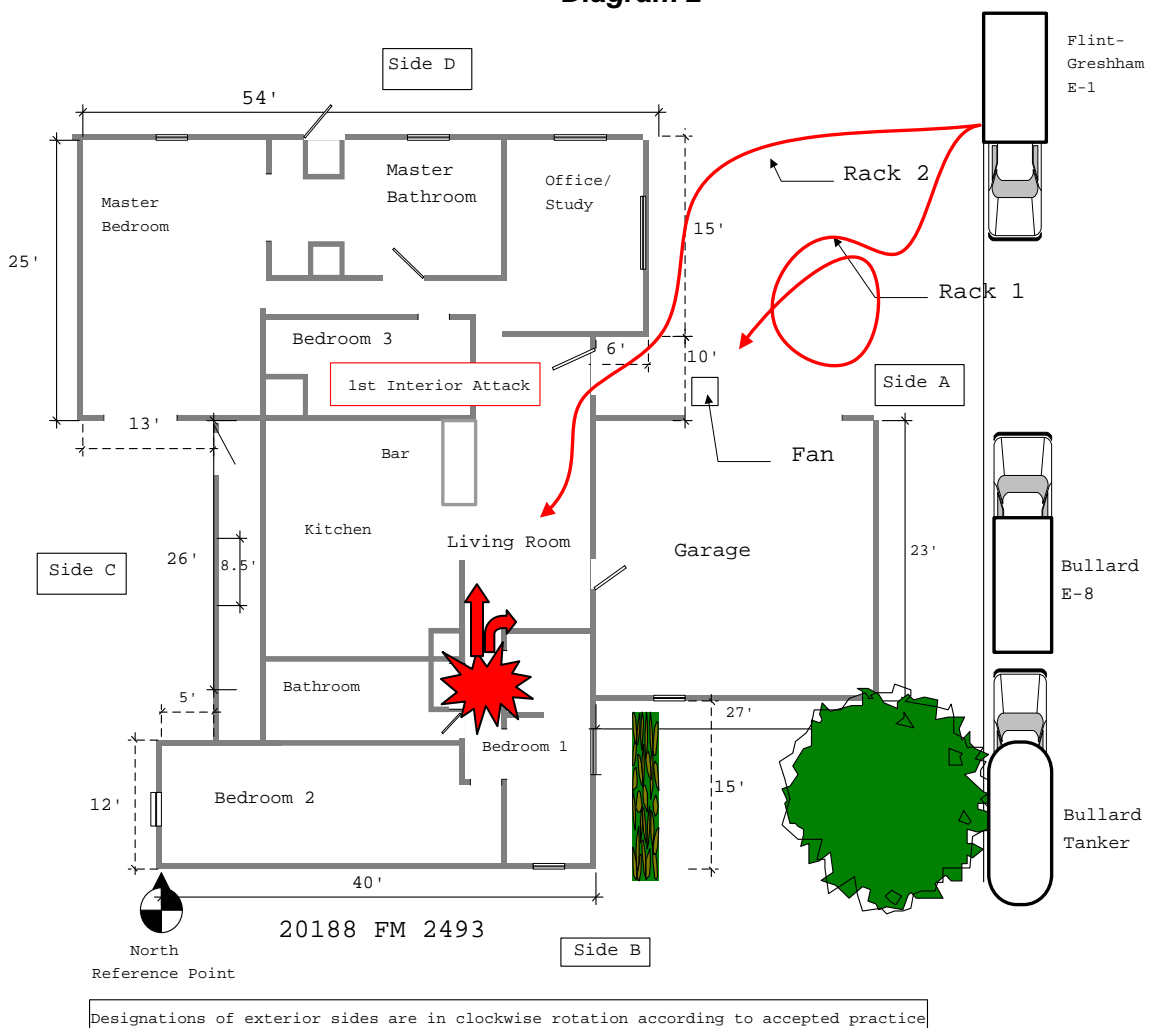 Diagram 2
Side D
Flint-
Greshham
E-1
54'
Master
Bathroom
Office/
Study
Rack 2
Master
Bedroom
15'
25'
Rack 1
Bedroom 3
6'
10'
1st Interior Attack
Side A
13'
Bar
Fan
Kitchen
Living Room
Garage
26'
8.5'
23'
Side C
Bullard
E-8
Bathroom
5'
27'
Bedroom 1
12'
Bedroom 2
15'
Bullard
Tanker
40'
20188 FM 2493
North
Reference Point
Side B
Designations of exterior sides are in clockwise rotation according to accepted practice